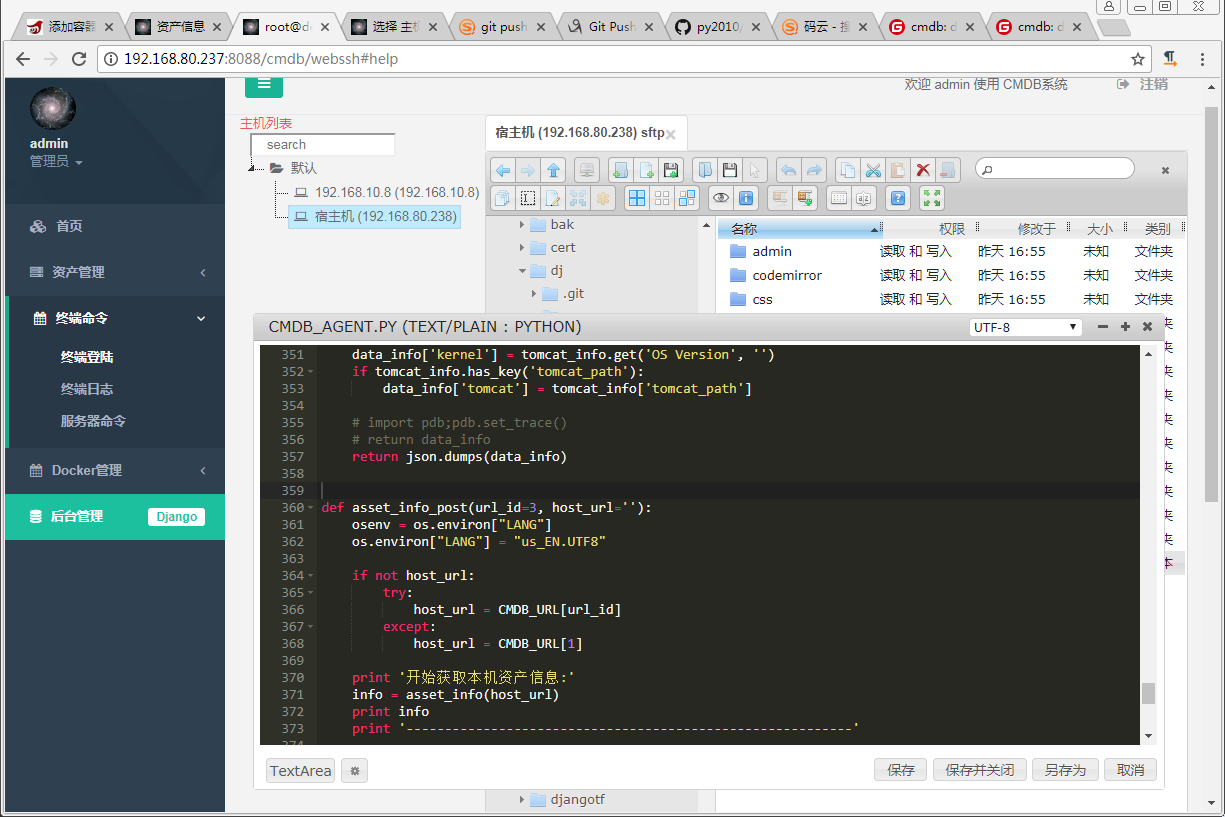 添加容器
资产信息
root@d
选择 主
git push
Git Push
py2010
码云 - 搜
cmdb: d
cmdb: d
192.168.80.237:8088/cmdb/webssh#help
欢迎 admin 使用 CMDB系统
注销
admin
管理员
首页
资产管理
终端命令
终端登陆
终端日志
服务器命令
Docker管理
后台管理 Django
主机列表
search
默认
192.168.10.8 (192.168.10.8)
宿主机 (192.168.80.238)
宿主机 (192.168.80.238) sftp
bak
cert
dj
.git
名称 权限 修改于 大小 类别
admin 读取 和 写入 昨天 16:55 未知 文件夹
codemirror 读取 和 写入 昨天 16:55 未知 文件夹
css 读取 和 写入 昨天 16:55 未知 文件夹
夹
夹
夹
夹
夹
夹
夹
夹
夹
夹
本
CMDB_AGENT.PY (TEXT/PLAIN : PYTHON)
UTF-8
351 data_info['kernel'] = tomcat_info.get('OS Version', '')
352 if tomcat_info.has_key('tomcat_path'):
353 data_info['tomcat'] = tomcat_info['tomcat_path']
354
355 # import pdb;pdb.set_trace()
356 # return data_info
357 return json.dumps(data_info)
358
359
360 def asset_info_post(url_id=3, host_url=''):
361 osenv = os.environ["LANG"]
362 os.environ["LANG"] = "us_EN.UTF8"
363
364 if not host_url:
365 try:
366 host_url = CMDB_URL[url_id]
367 except:
368 host_url = CMDB_URL[1]
369
370 print '开始获取本机资产信息:'
371 info = asset_info(host_url)
372 print info
373 print '----------------------------------------------------------'
374
TextArea
保存
保存并关闭
另存为
取消
djangotf